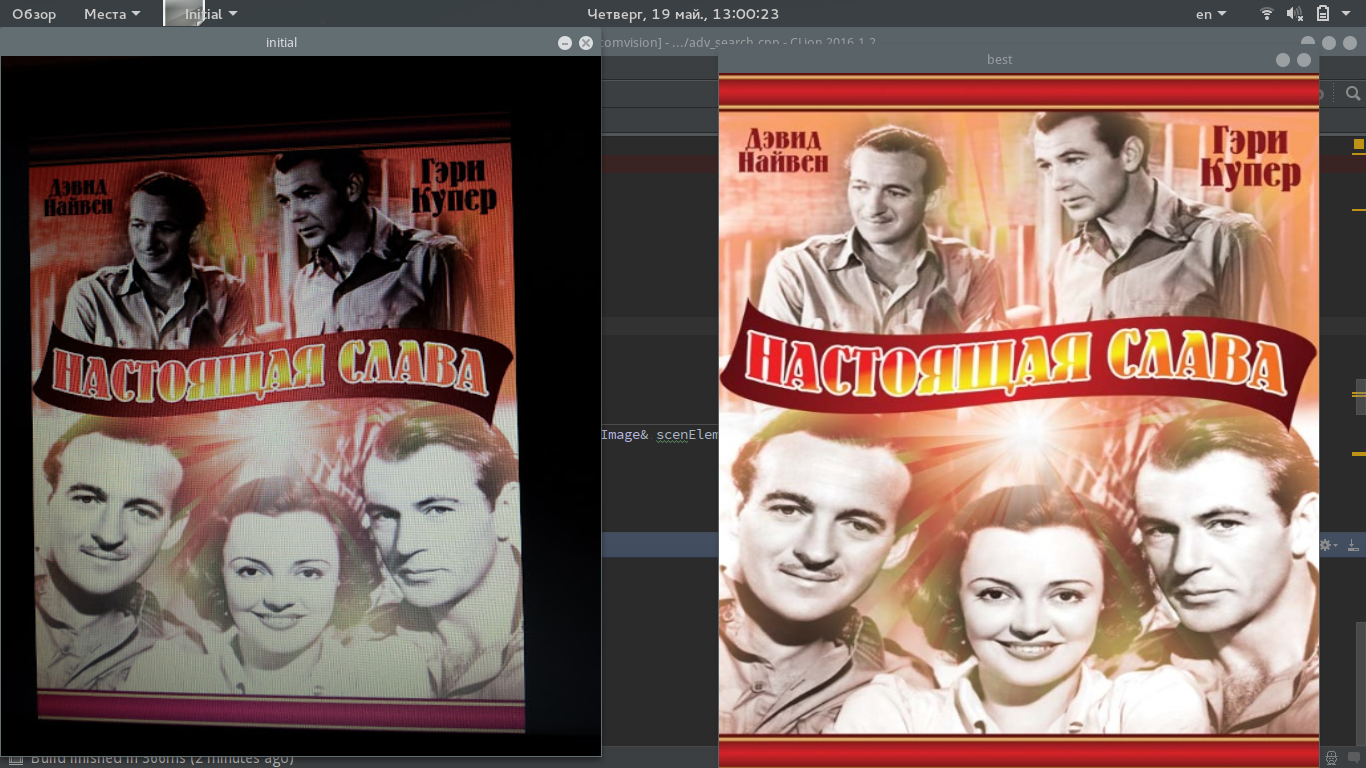 Обзор
Места
Initial
Четверг, 19 май., 13:00:23
en
initial
comvision] - .../adv_search.cpp - CLion 2016.1.2
best
Дэвид
Найвен
Гэри
Купер
НАСТОЯЩАЯ СЛАВА
Image& scenElem
Дэвид
Найвен
Гэри
Купер
НАСТОЯЩАЯ СЛАВА
Build finished in 366ms (2 minutes ago)